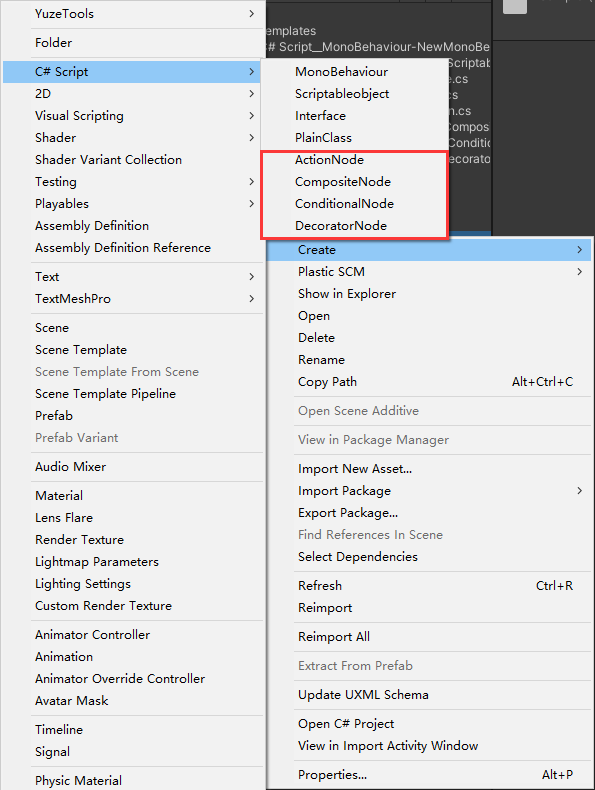 YuzeTools
Folder
C# Script
2D
Visual Scripting
Shader
Shader Variant Collection
Testing
Playables
Assembly Definition
Assembly Definition Reference
Text
TextMeshPro
Scene
Scene Template
Scene Template From Scene
Scene Template Pipeline
Prefab
Prefab Variant
Audio Mixer
Material
Lens Flare
Render Texture
Lightmap Parameters
Lighting Settings
Custom Render Texture
Animator Controller
Animation
Animator Override Controller
Avatar Mask
Timeline
Signal
Physic Material
emplates
# Script__MonoBehaviour-NewMonoBe
Scriptab
e.cs
cs
n.cs
Compos
Conditio
ecorato
MonoBehaviour
Scriptableobject
Interface
PlainClass
ActionNode
CompositeNode
ConditionalNode
DecoratorNode
Create
Plastic SCM
Show in Explorer
Open
Delete
Rename
Copy Path Alt+Ctrl+C
Open Scene Additive
View in Package Manager
Import New Asset...
Import Package
Export Package...
Find References In Scene
Select Dependencies
Refresh Ctrl+R
Reimport
Reimport All
Extract From Prefab
Update UXML Schema
Open C# Project
View in Import Activity Window
Properties... Alt+P